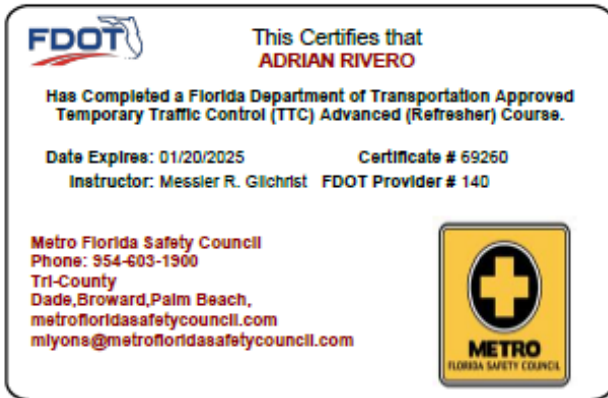 FDOT
This Certifies that
ADRIAN RIVERO
Has Completed a Florida Department of Transportation Approved
Temporary Traffic Control (TTC) Advanced (Refresher) Course.
Date Expires: 01/20/2025 Certificate # 69260
Instructor: Messier R. Gilchrist FDOT Provider # 140
Metro Florida Safety Council
Phone: 954-603-1900
Tri-County
Dade,Broward,Palm Beach,
metrofloridasafetycouncil.com
mlyons@metrofloridasafetycouncil.com
METRO
FLORIDA SAFETY COUNCIL